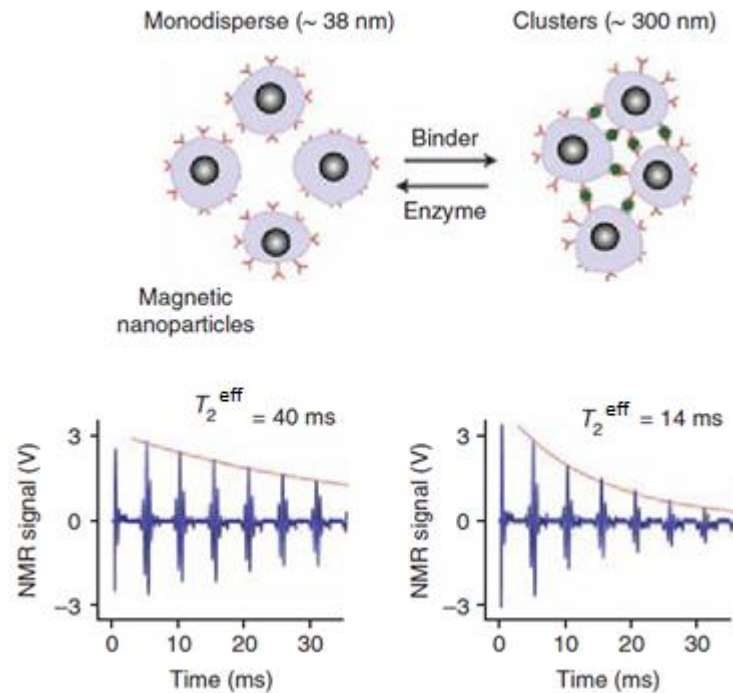 Monodisperse (~ 38 nm)
Clusters (~ 300 nm)
Binder
Enzyme
Magnetic
nanoparticles
T₂ᵉᶠᶠ = 40 ms
NMR signal (V)
3
0
−3
0 10 20 30
Time (ms)
T₂ᵉᶠᶠ = 14 ms
NMR signal (V)
3
0
−3
0 10 20 30
Time (ms)